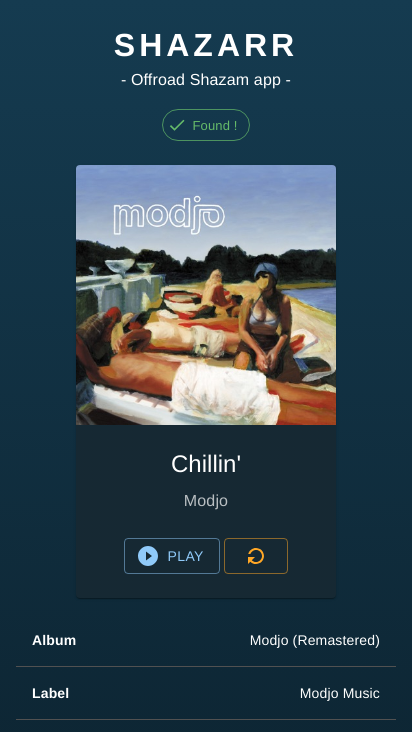 SHAZARR
- Offroad Shazam app -
Found !
modjo
Chillin'
Modjo
PLAY
Album Modjo (Remastered)
Label Modjo Music